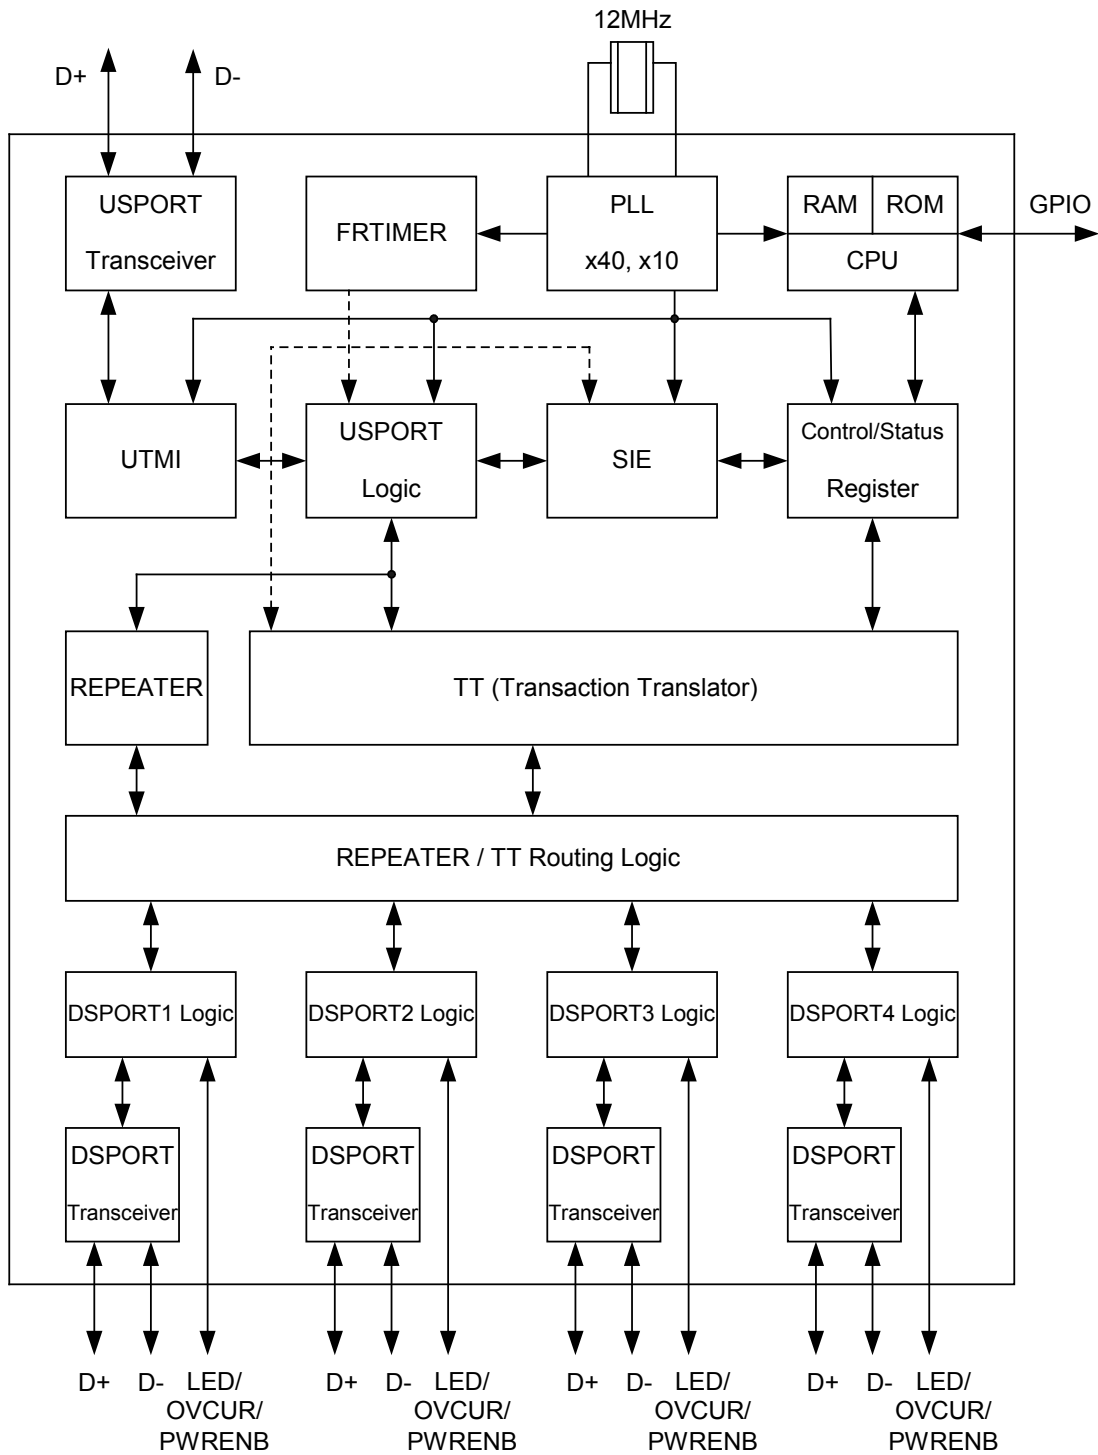 12MHz
D+
D-
USPORT
Transceiver
FRTIMER
PLL
x40, x10
RAM
ROM
CPU
GPIO
UTMI
USPORT
Logic
SIE
Control/Status
Register
REPEATER
TT (Transaction Translator)
REPEATER / TT Routing Logic
DSPORT1 Logic
DSPORT2 Logic
DSPORT3 Logic
DSPORT4 Logic
DSPORT
Transceiver
DSPORT
Transceiver
DSPORT
Transceiver
DSPORT
Transceiver
D+
D-
LED/
OVCUR/
PWRENB
D+
D-
LED/
OVCUR/
PWRENB
D+
D-
LED/
OVCUR/
PWRENB
D+
D-
LED/
OVCUR/
PWRENB